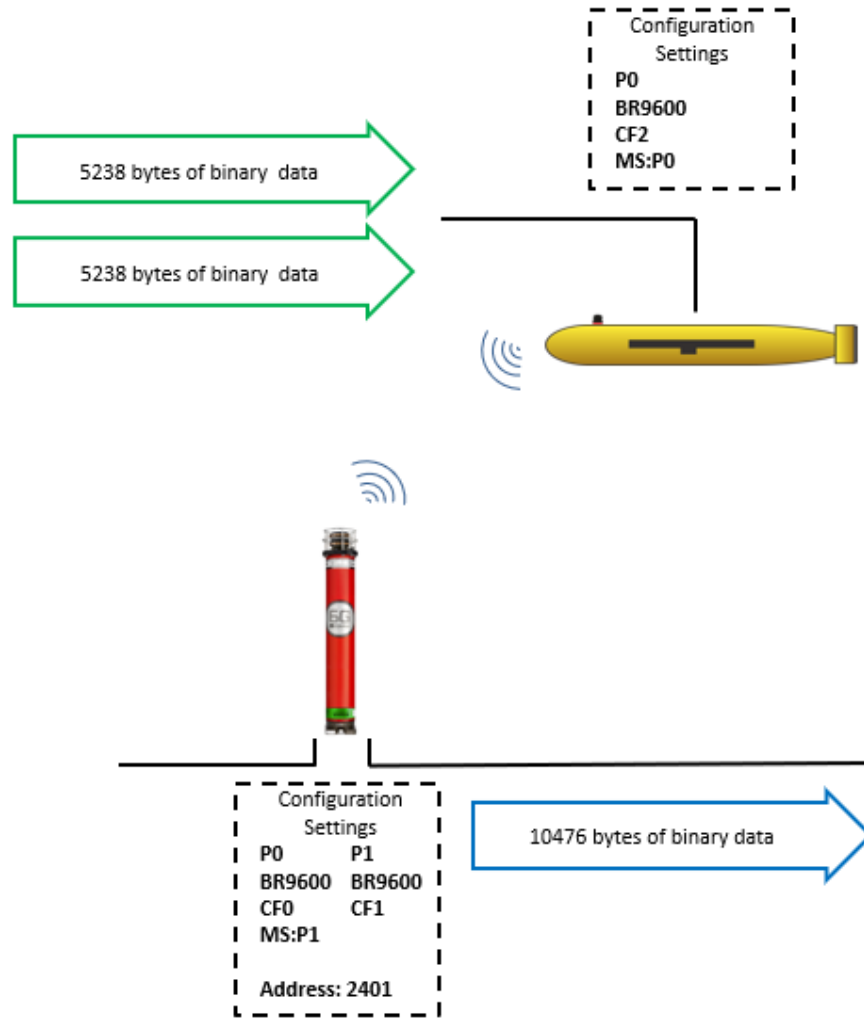 Configuration
Settings
P0
BR9600
CF2
MS:P0
5238 bytes of binary data
5238 bytes of binary data
6G
Configuration
Settings
P0 P1
BR9600 BR9600
CF0 CF1
MS:P1
Address: 2401
10476 bytes of binary data